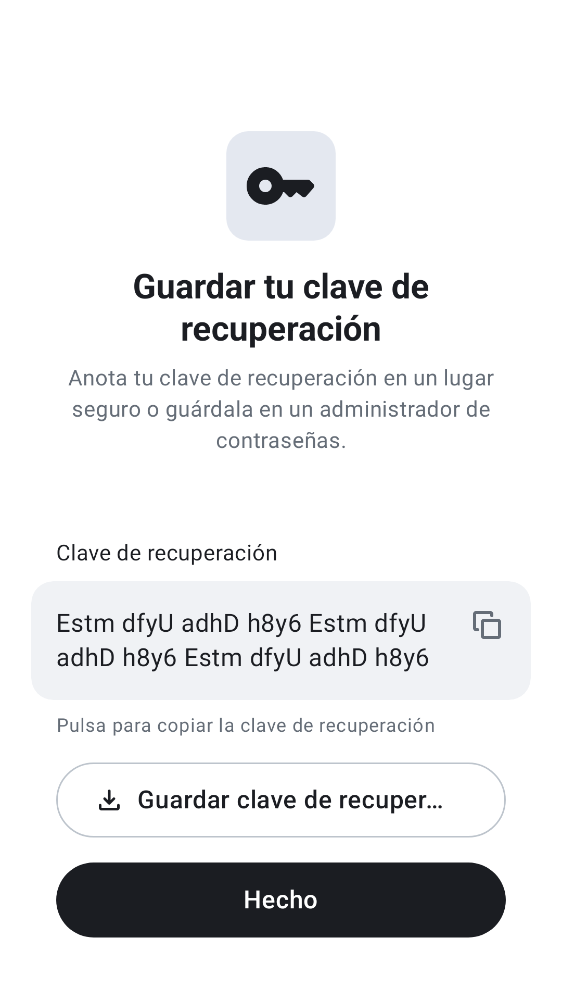 Guardar tu clave de
recuperación
Anota tu clave de recuperación en un lugar
seguro o guárdala en un administrador de
contraseñas.
Clave de recuperación
Estm dfyU adhD h8y6 Estm dfyU
adhD h8y6 Estm dfyU adhD h8y6
Pulsa para copiar la clave de recuperación
Guardar clave de recuper...
Hecho